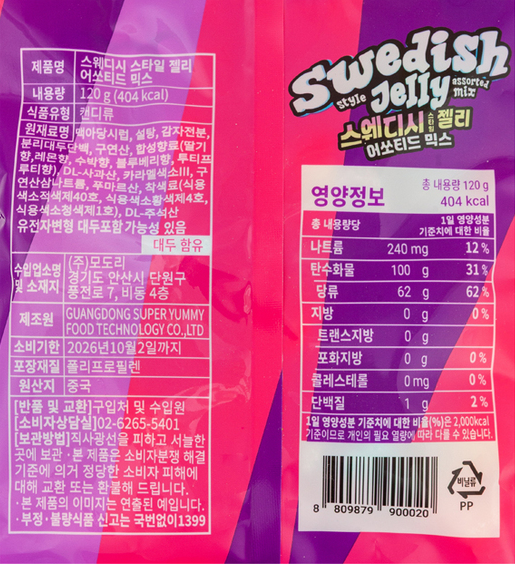 제품명 스웨디시 스타일 젤리
어쏘티드 믹스
내용량 120 g (404 kcal)
식품유형 캔디류
원재료명 백아당시럽, 설탕, 감자전분,
분리대두단백, 구연산, 합성향료(딸기
향,레몬향, 수박향, 블루베리향, 투티프
루티향), DL-사과산, 카라멜색소III, 구
연산삼나트륨, 푸마르산, 착색료(식용
색소적색제40호, 식용색소황색제4호,
식용색소청색제1호), DL-주석산
유전자변형 대두포함가능성 있음
대두 함유
수입업소명 및 소재지 (주)모도리
경기도 안산시 단원구
풍전로 7, 비동 4층
제조원 GUANGDONG SUPER YUMMY
FOOD TECHNOLOGY CO.,LTD
소비기한 2026년10월2일까지
포장재질 폴리프로필렌
원산지 중국
[반품 및 교환]구입처 및 수입원
[소비자상담실]02-6265-5401
[보관방법]직사광선을 피하고 서늘한
곳에 보관 · 본 제품은 소비자분쟁 해결
기준에 의거 정당한 소비자 피해에
대해 교환 또는 환불해 드립니다.
· 본 제품의 이미지는 연출된 예입니다.
· 부정·불량식품 신고는 국번없이1399
Swedish
style Jelly assorted mix
스웨디시 스타일 젤리
어쏘티드 믹스
영양정보 총 내용량 120 g
404 kcal
총 내용량당 1일 영양성분
기준치에 대한 비율
나트륨 240 mg 12 %
탄수화물 100 g 31 %
당류 62 g 62 %
지방 0 g 0 %
트랜스지방 0 g
포화지방 0 g 0 %
콜레스테롤 0 mg 0 %
단백질 1 g 2 %
1일 영양성분 기준치에 대한 비율(%)은 2,000kcal
기준이므로 개인의 필요 열량에 따라 다를 수 있습니다.
8 809879 900020
비닐류
PP